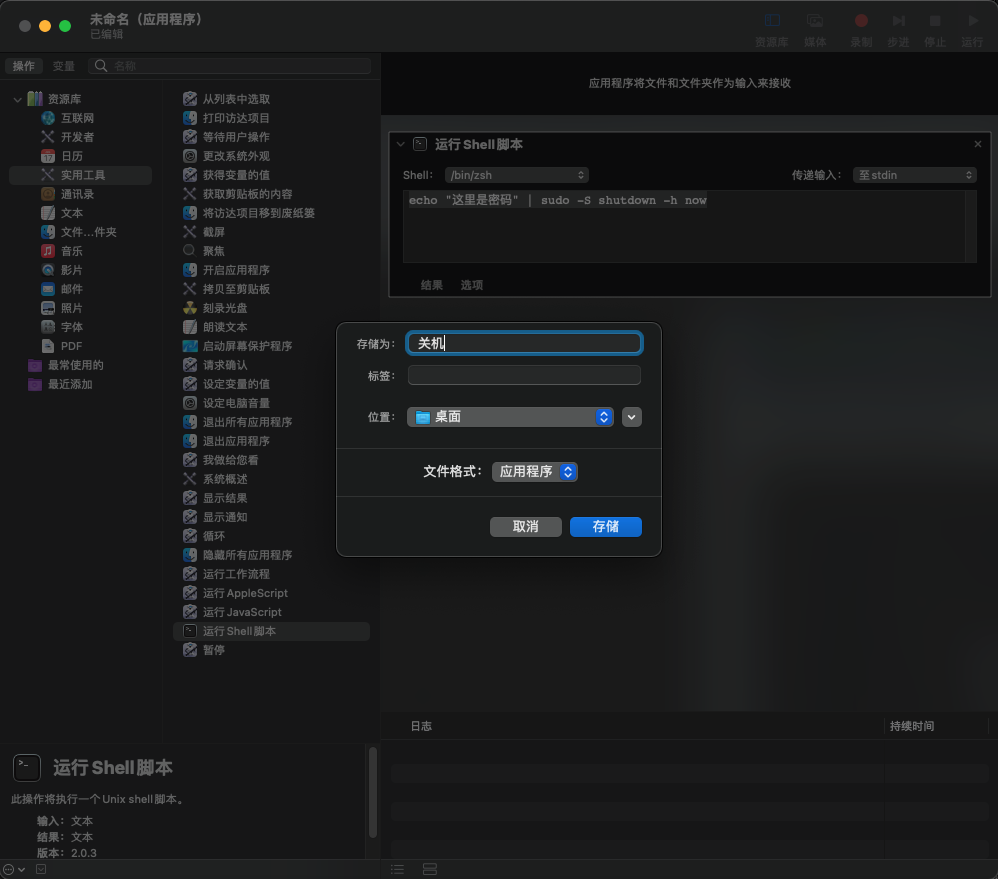 未命名（应用程序）
已编辑
资源库
媒体
录制
步进
停止
运行
操作
变量
名称
应用程序将文件和文件夹作为输入来接收
资源库
互联网
开发者
日历
实用工具
通讯录
文本
文件...件夹
音乐
影片
邮件
照片
字体
PDF
最常使用的
最近添加
从列表中选取
打印访达项目
等待用户操作
更改系统外观
获得变量的值
获取剪贴板的内容
将访达项目移到废纸篓
截屏
聚焦
开启应用程序
拷贝至剪贴板
刻录光盘
朗读文本
启动屏幕保护程序
请求确认
设定变量的值
设定电脑音量
退出所有应用程序
退出应用程序
我做给您看
系统概述
显示结果
显示通知
循环
隐藏所有应用程序
运行工作流程
运行 AppleScript
运行 JavaScript
运行 Shell 脚本
暂停
运行 Shell 脚本
Shell： /bin/zsh
传递输入： 至 stdin
echo "这里是密码" | sudo -S shutdown -h now
结果 选项
存储为： 关机
标签：
位置： 桌面
文件格式： 应用程序
取消 存储
日志 持续时间
运行 Shell 脚本
此操作将执行一个 Unix shell 脚本。
输入： 文本
结果： 文本
版本： 2.0.3